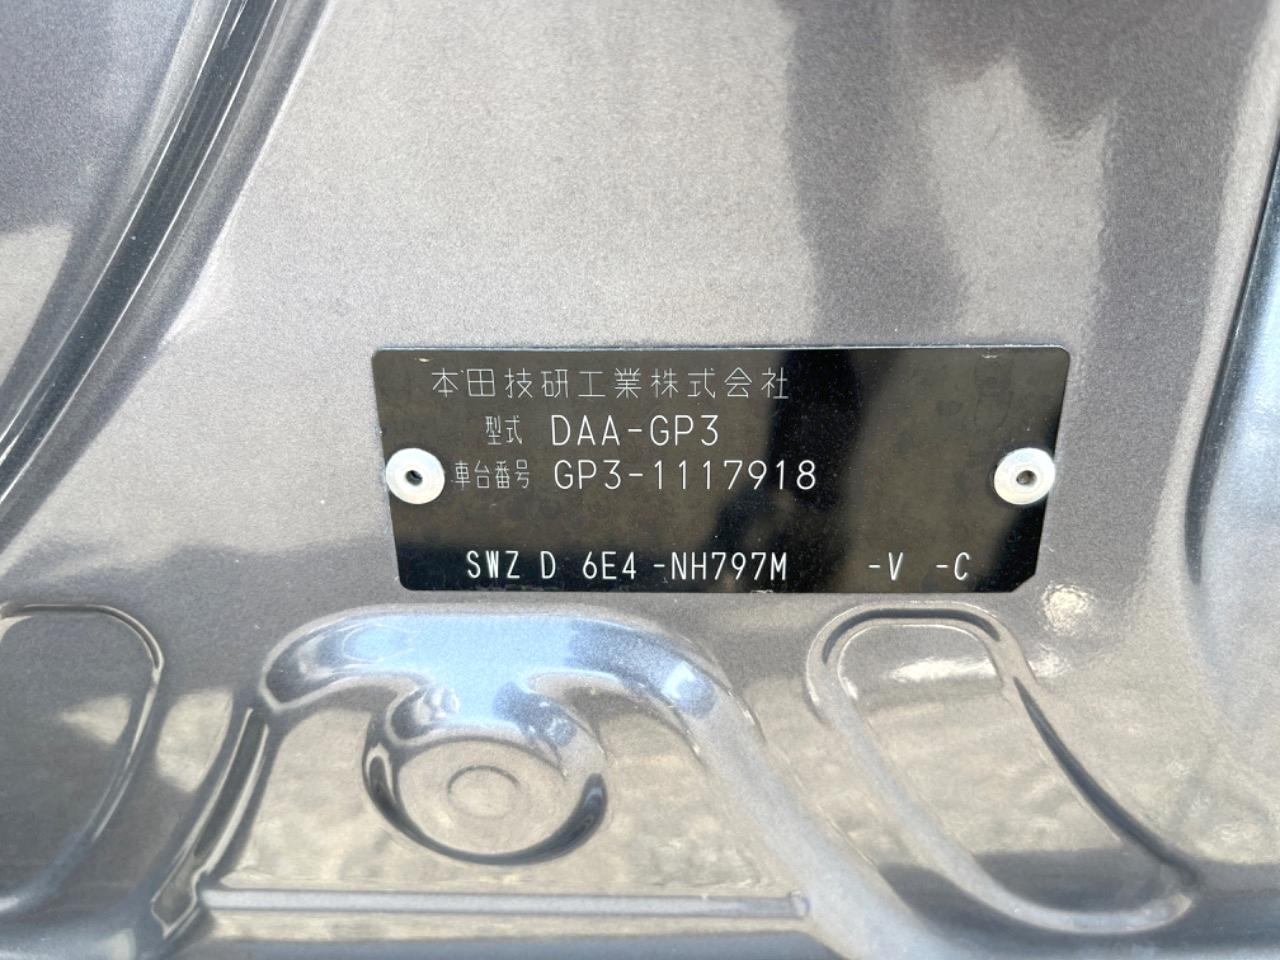 本田技研工業株式会社
型式 DAA-GP3
車台番号 GP3-1117918
SWZ D 6E4 -NH797M -V -C